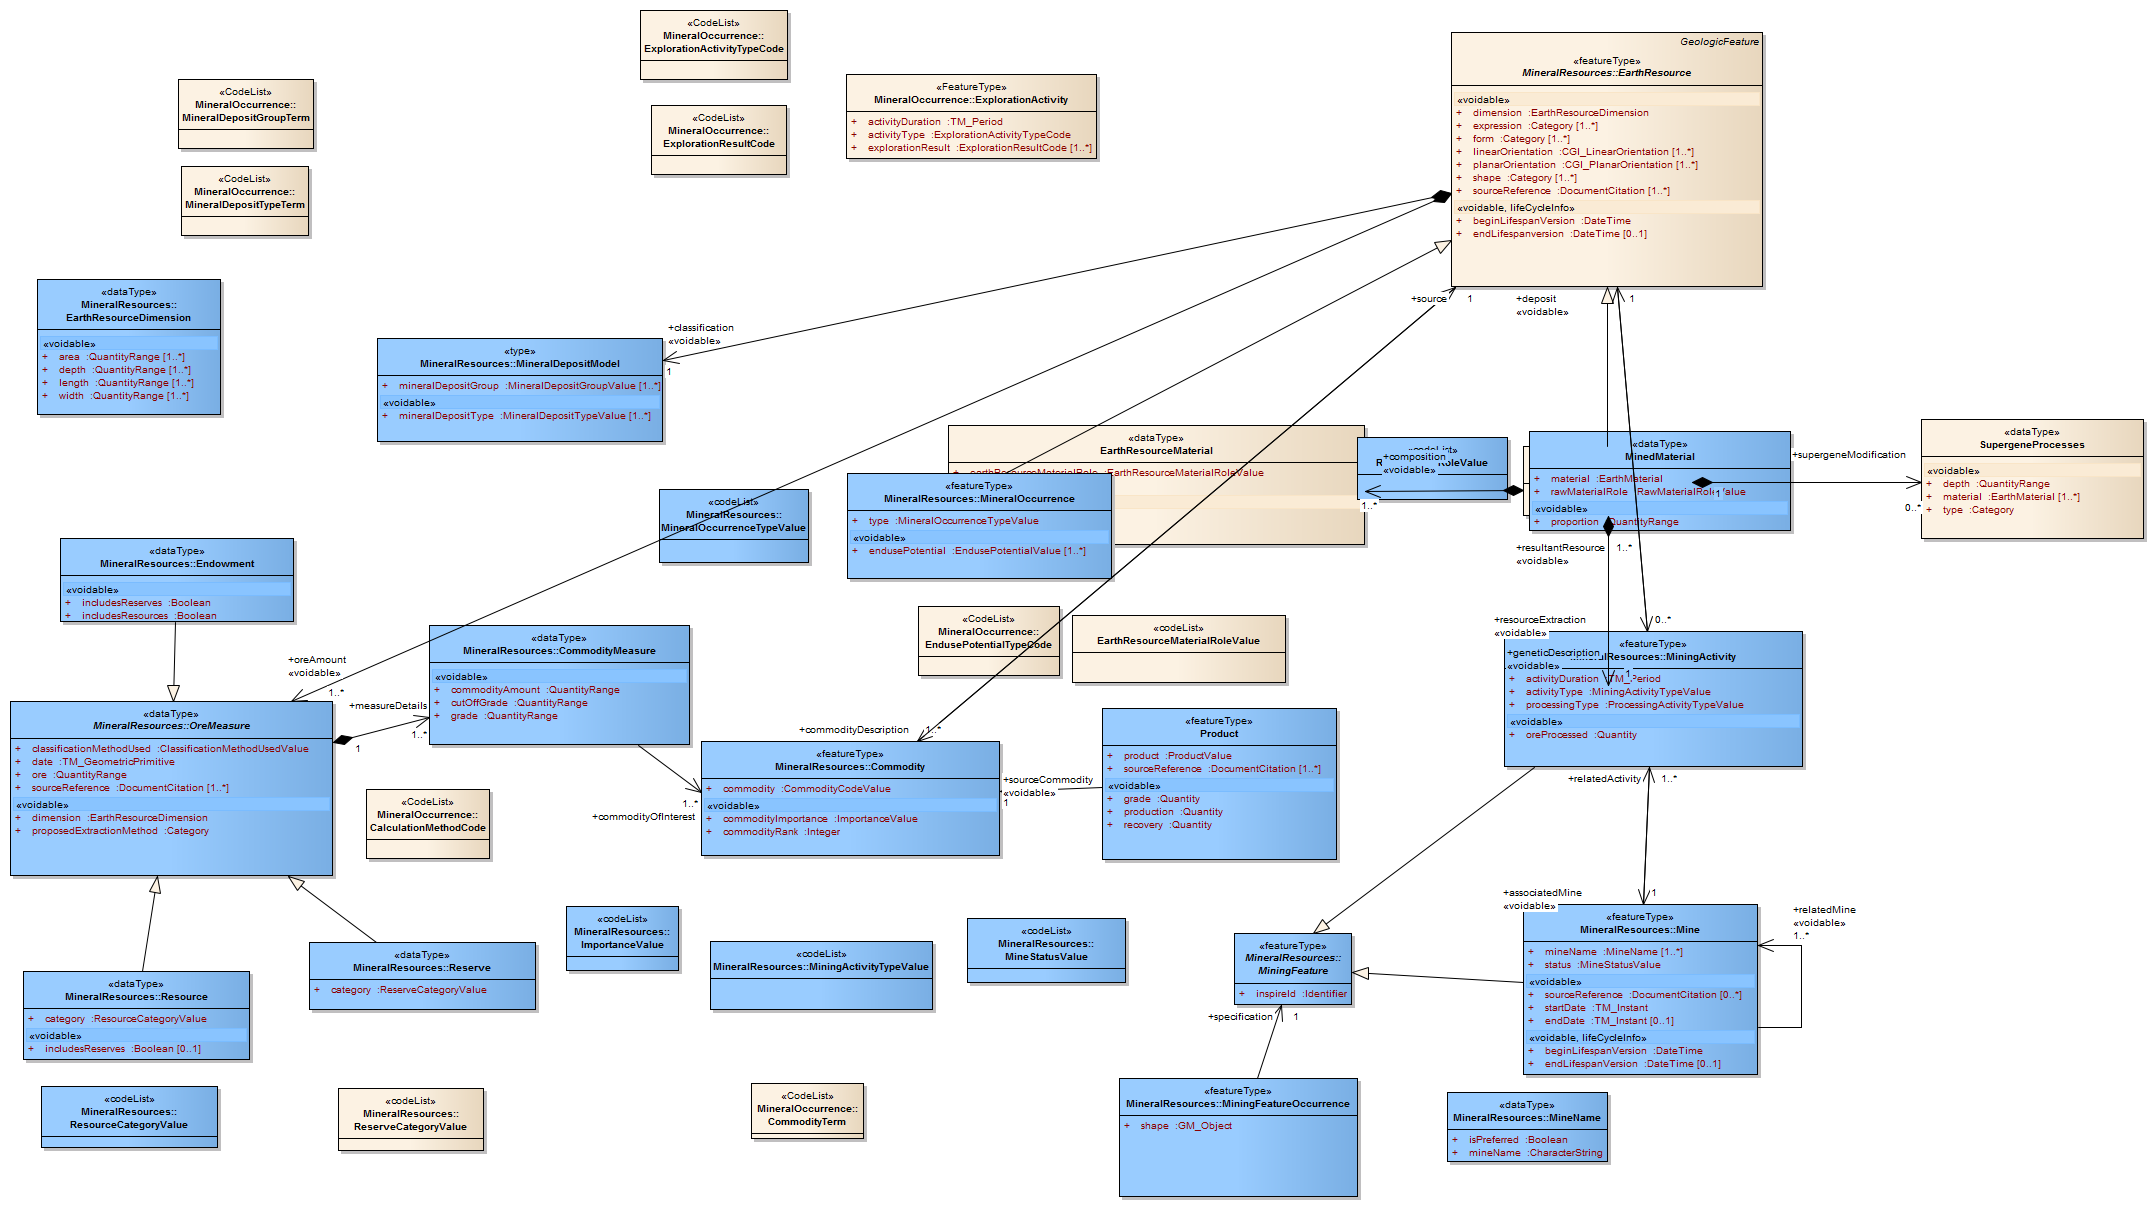 «CodeList»
MineralOccurrence::
ExplorationActivityTypeCode
«CodeList»
MineralOccurrence::
MineralDepositGroupTerm
«CodeList»
MineralOccurrence::
ExplorationResultCode
«FeatureType»
MineralOccurrence::ExplorationActivity
+ activityDuration :TM_Period
+ activityType :ExplorationActivityTypeCode
+ explorationResult :ExplorationResultCode [1..*]
GeologicFeature
«featureType»
MineralResources::EarthResource
«voidable»
+ dimension :EarthResourceDimension
+ expression :Category [1..*]
+ form :Category [1..*]
+ linearOrientation :CGI_LinearOrientation [1..*]
+ planarOrientation :CGI_PlanarOrientation [1..*]
+ shape :Category [1..*]
+ sourceReference :DocumentCitation [1..*]
«voidable, lifeCycleInfo»
+ beginLifespanVersion :DateTime
+ endLifespanversion :DateTime [0..1]
«CodeList»
MineralOccurrence::
MineralDepositTypeTerm
«dataType»
MineralResources::
EarthResourceDimension
«voidable»
+ area :QuantityRange [1..*]
+ depth :QuantityRange [1..*]
+ length :QuantityRange [1..*]
+ width :QuantityRange [1..*]
+source
1
+deposit
«voidable»
1
+classification
«voidable»
1
«type»
MineralResources::MineralDepositModel
+ mineralDepositGroup :MineralDepositGroupValue [1..*]
«voidable»
+ mineralDepositType :MineralDepositTypeValue [1..*]
«dataType»
EarthResourceMaterial
EarthResourceMaterialRoleValue
«codeList»
RoleValue
+composition
«voidable»
1..*
«dataType»
MinedMaterial
+ material :EarthMaterial
+ rawMaterialRole :RawMaterialRoleValue
«voidable»
+ proportion :QuantityRange
1
+supergeneModification
0..*
«dataType»
SupergeneProcesses
«voidable»
+ depth :QuantityRange
+ material :EarthMaterial [1..*]
+ type :Category
«codeList»
MineralResources::
MineralOccurrenceTypeValue
«featureType»
MineralResources::MineralOccurrence
+ type :MineralOccurrenceTypeValue
«voidable»
+ endusePotential :EndusePotentialValue [1..*]
+resultantResource
«voidable»
1..*
«dataType»
MineralResources::Endowment
«voidable»
+ includesReserves :Boolean
+ includesResources :Boolean
«CodeList»
MineralOccurrence::
EndusePotentialTypeCode
«codeList»
EarthResourceMaterialRoleValue
+resourceExtraction
«voidable»
0..*
«featureType»
MineralResources::MiningActivity
+geneticDescription
«voidable»
1
+ activityDuration :TM_Period
+ activityType :MiningActivityTypeValue
+ processingType :ProcessingActivityTypeValue
«voidable»
+ oreProcessed :Quantity
+oreAmount
«voidable»
1..*
«dataType»
MineralResources::CommodityMeasure
«voidable»
+ commodityAmount :QuantityRange
+ cutOffGrade :QuantityRange
+ grade :QuantityRange
«dataType»
MineralResources::OreMeasure
+ classificationMethodUsed :ClassificationMethodUsedValue
+ date :TM_GeometricPrimitive
+ ore :QuantityRange
+ sourceReference :DocumentCitation [1..*]
«voidable»
+ dimension :EarthResourceDimension
+ proposedExtractionMethod :Category
+measureDetails
1..*
1
+commodityDescription
1..*
«featureType»
MineralResources::Commodity
+ commodity :CommodityCodeValue
«voidable»
+ commodityImportance :ImportanceValue
+ commodityRank :Integer
1..*
+commodityOfInterest
+sourceCommodity
«voidable»
1
«featureType»
Product
+ product :ProductValue
+ sourceReference :DocumentCitation [1..*]
«voidable»
+ grade :Quantity
+ production :Quantity
+ recovery :Quantity
+relatedActivity
1..*
«CodeList»
MineralOccurrence::
CalculationMethodCode
+associatedMine
«voidable»
1
«featureType»
MineralResources::Mine
+ mineName :MineName [1..*]
+ status :MineStatusValue
«voidable»
+ sourceReference :DocumentCitation [0..*]
+ startDate :TM_Instant
+ endDate :TM_Instant [0..1]
«voidable, lifeCycleInfo»
+ beginLifespanVersion :DateTime
+ endLifespanVersion :DateTime [0..1]
+relatedMine
«voidable»
1..*
«codeList»
MineralResources::
ImportanceValue
«codeList»
MineralResources::MiningActivityTypeValue
«codeList»
MineralResources::
MineStatusValue
«featureType»
MineralResources::
MiningFeature
+ inspireId :Identifier
+specification
1
«dataType»
MineralResources::Reserve
+ category :ReserveCategoryValue
«dataType»
MineralResources::Resource
+ category :ResourceCategoryValue
«voidable»
+ includesReserves :Boolean [0..1]
«codeList»
MineralResources::
ResourceCategoryValue
«codeList»
MineralResources::
ReserveCategoryValue
«CodeList»
MineralOccurrence::
CommodityTerm
«featureType»
MineralResources::MiningFeatureOccurrence
+ shape :GM_Object
«dataType»
MineralResources::MineName
+ isPreferred :Boolean
+ mineName :CharacterString